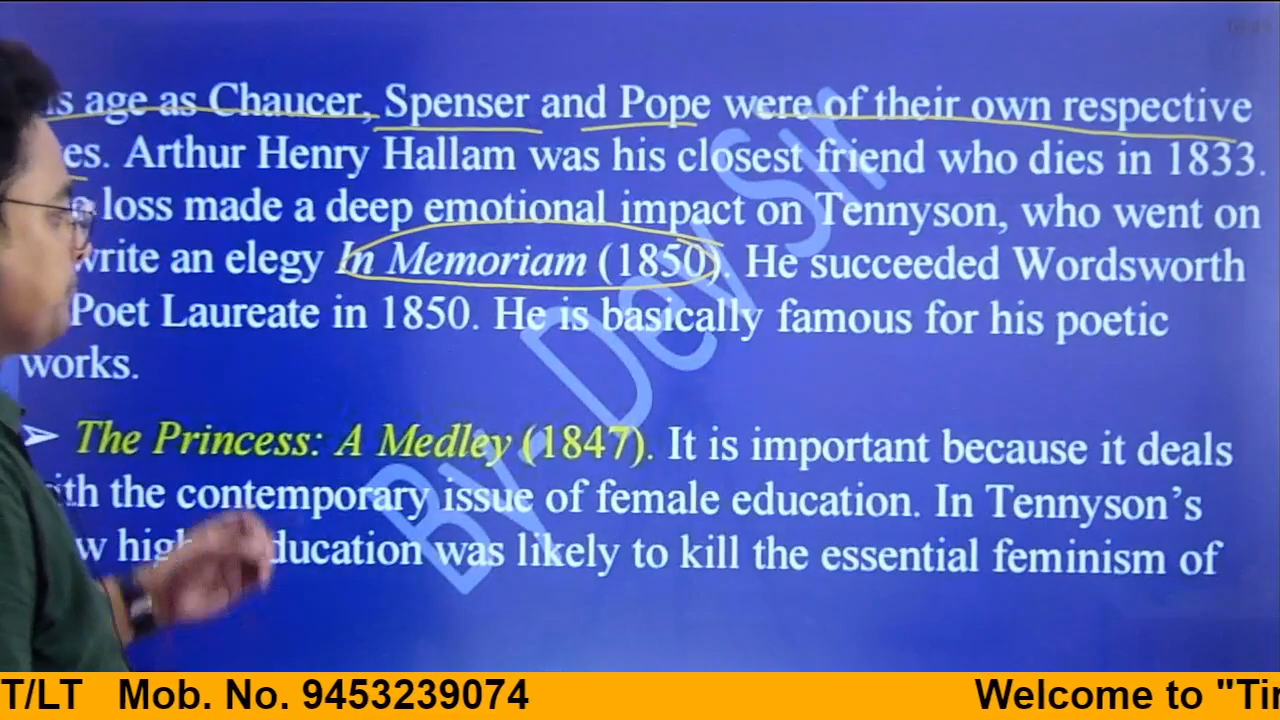 age as Chaucer, Spenser and Pope were of their own respective
es. Arthur Henry Hallam was his closest friend who dies in 1833.
loss made a deep emotional impact on Tennyson, who went on
write an elegy In Memoriam (1850). He succeeded Wordsworth
Poet Laureate in 1850. He is basically famous for his poetic
works.
➢ The Princess: A Medley (1847). It is important because it deals
the contemporary issue of female education. In Tennyson's
education was likely to kill the essential feminism of
By- Dev Sir
T/LT Mob. No. 9453239074 Welcome to "Tir